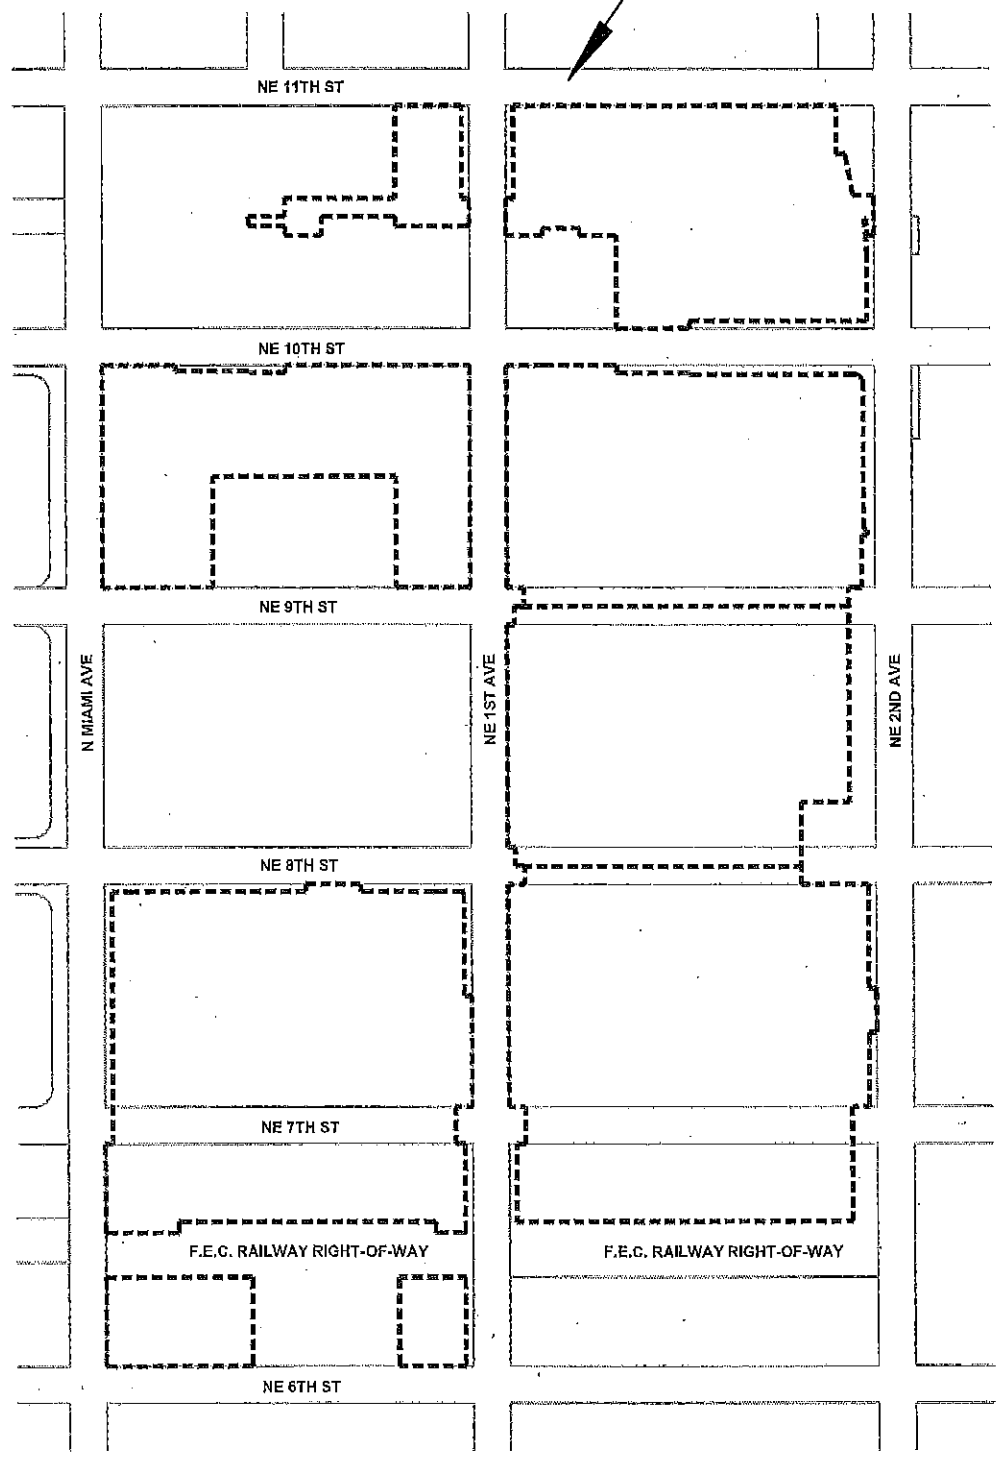 NE 11TH ST
NE 10TH ST
NE 9TH ST
N MIAMI AVE
NE 1ST AVE
NE 2ND AVE
NE 8TH ST
NE 7TH ST
F.E.C. RAILWAY RIGHT-OF-WAY
F.E.C. RAILWAY RIGHT-OF-WAY
NE 6TH ST